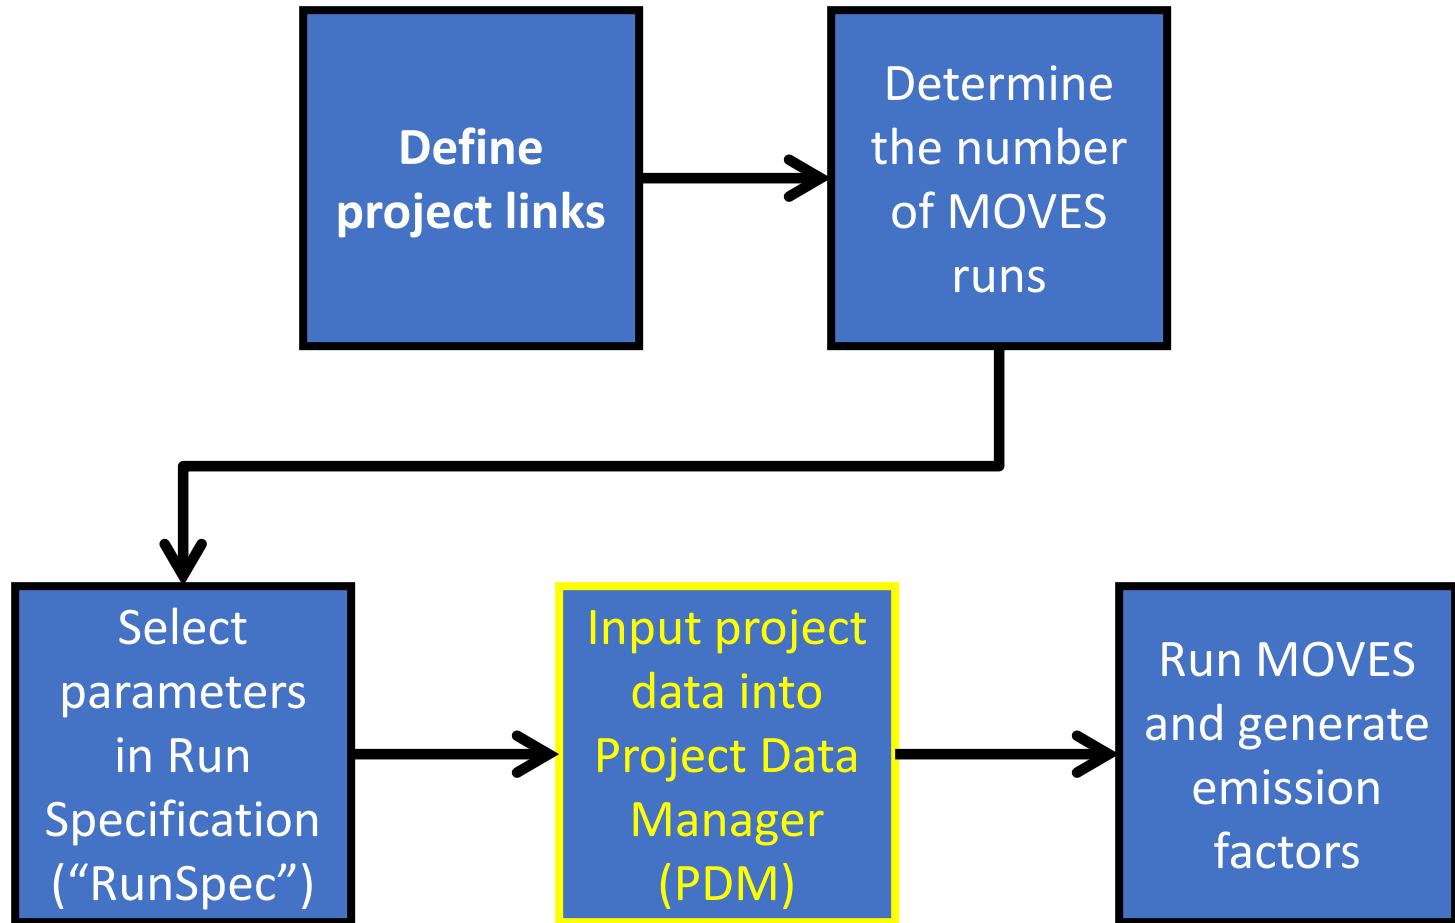 Define
project links
Determine
the number
of MOVES
runs
Select
parameters
in Run
Specification
(“RunSpec”)
Input project
data into
Project Data
Manager
(PDM)
Run MOVES
and generate
emission
factors